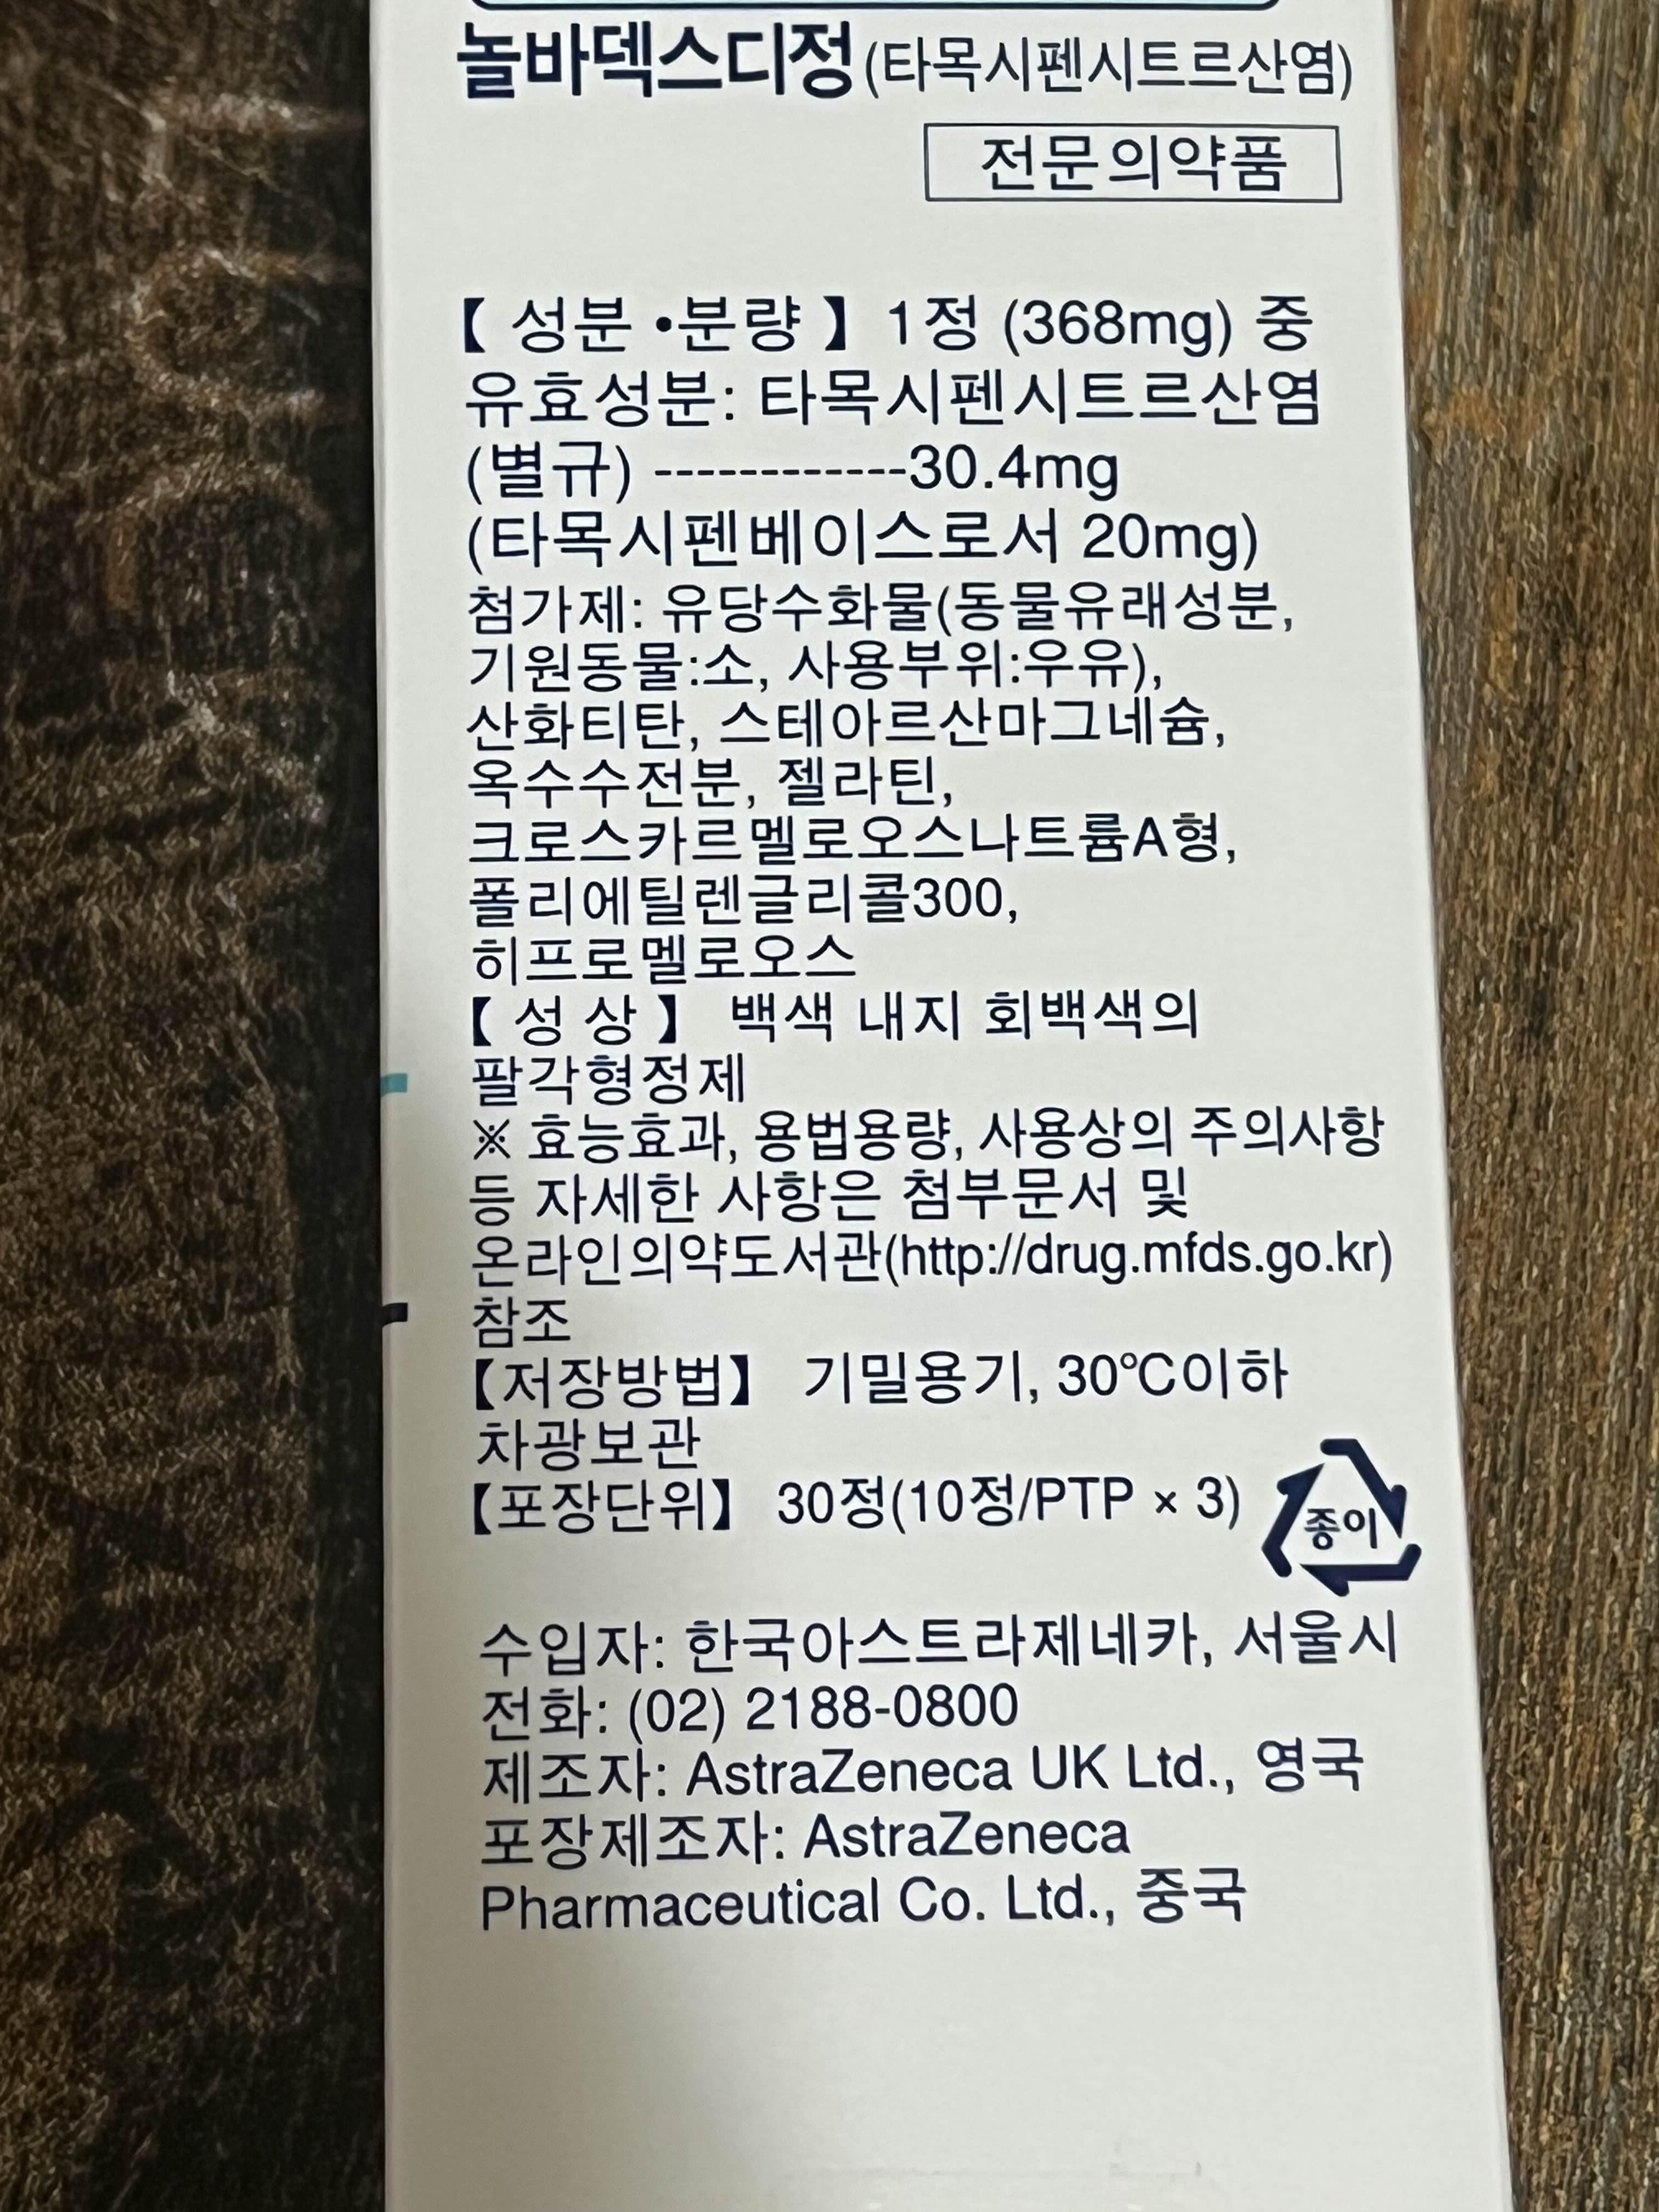 놀바덱스디정(타목시펜시트르산염)
전문의약품
【 성분 •분량 】 1정 (368mg) 중
유효성분: 타목시펜시트르산염
(별규) ------------30.4mg
(타목시펜베이스로서 20mg)
첨가제: 유당수화물(동물유래성분,
기원동물:소, 사용부위:우유),
산화티탄, 스테아르산마그네슘,
옥수수전분, 젤라틴,
크로스카르멜로오스나트륨A형,
폴리에틸렌글리콜300,
히프로멜로오스
【 성 상 】 백색 내지 회백색의
팔각형정제
※ 효능효과, 용법용량, 사용상의 주의사항
등 자세한 사항은 첨부문서 및
온라인의약도서관(http://drug.mfds.go.kr)
참조
【저장방법】 기밀용기, 30℃이하
차광보관
【포장단위】 30정(10정/PTP × 3)
종이
수입자: 한국아스트라제네카, 서울시
전화: (02) 2188-0800
제조자: AstraZeneca UK Ltd., 영국
포장제조자: AstraZeneca
Pharmaceutical Co. Ltd., 중국